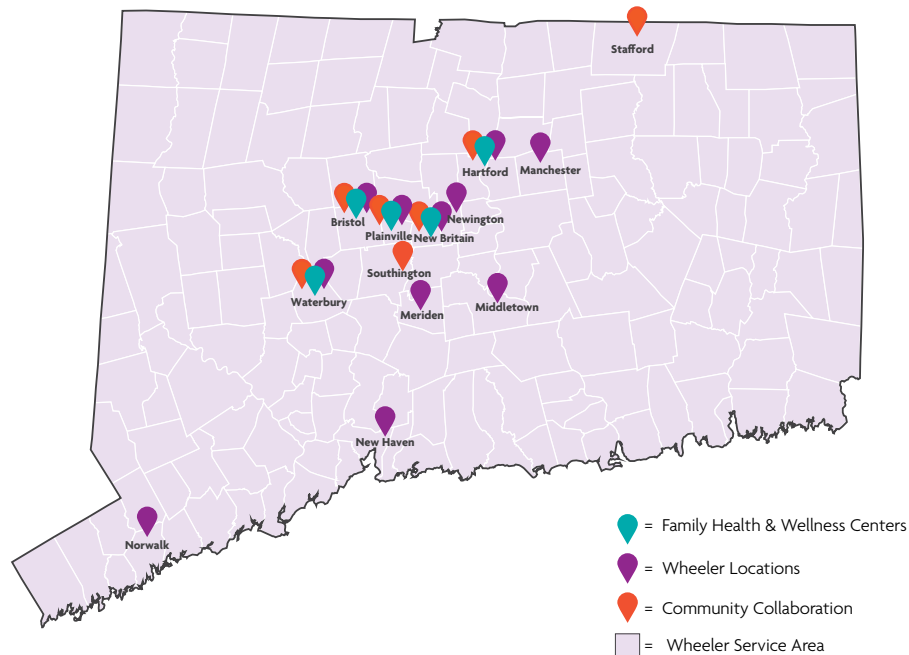 Stafford
Hartford
Manchester
Bristol
Newington
Plainville
New Britain
Southington
Waterbury
Meriden
Middletown
New Haven
Norwalk
= Family Health & Wellness Centers
= Wheeler Locations
= Community Collaboration
= Wheeler Service Area